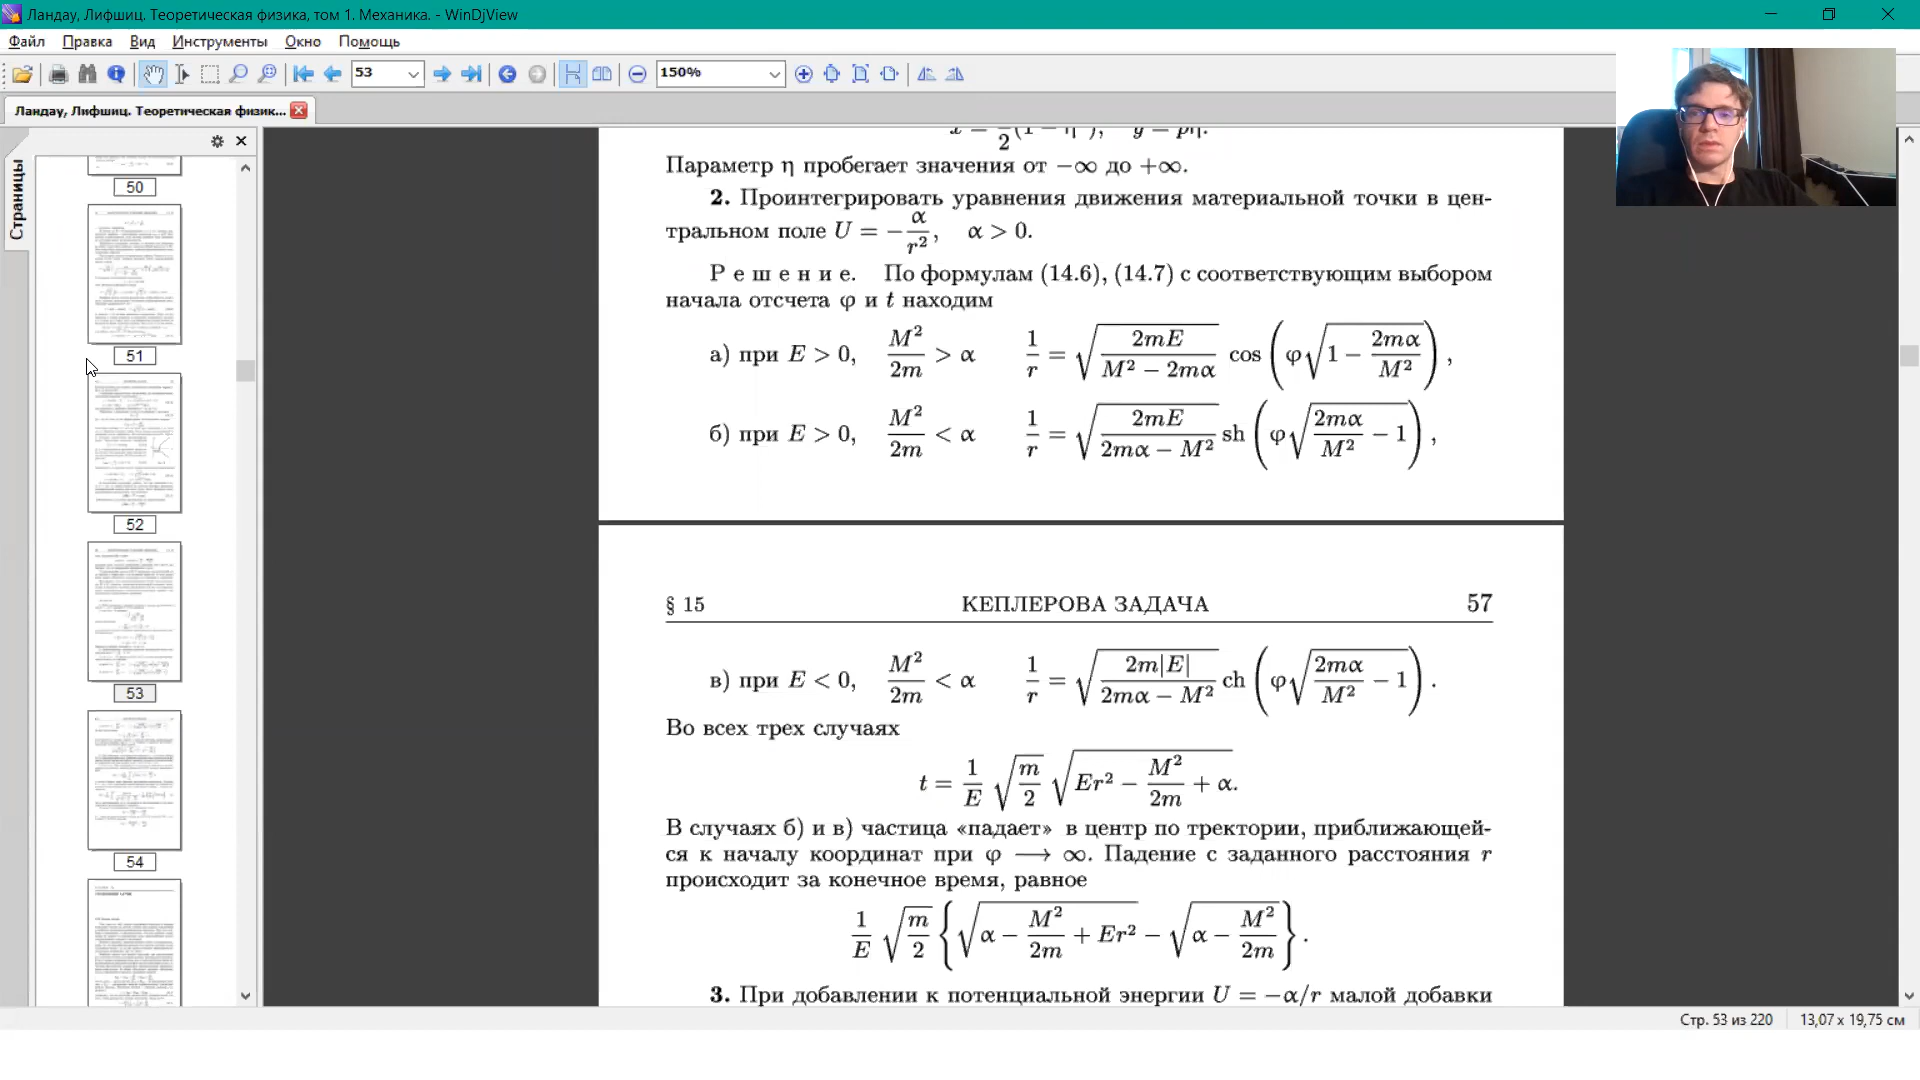 Ландау, Лифшиц. Теоретическая физика, том 1. Механика. - WinDjView
Файл Правка Вид Инструменты Окно Помощь
53 150%
Ландау, Лифшиц. Теоретическая физик...
Страницы
50
51
52
53
54
Параметр η пробегает значения от −∞ до +∞.
2. Проинтегрировать уравнения движения материальной точки в цен-
тральном поле U = −α/r², α > 0.
Решение. По формулам (14.6), (14.7) с соответствующим выбором
начала отсчета φ и t находим
а) при E > 0, M²/2m > α 1/r = √(2mE/(M² − 2mα)) cos (φ√(1 − 2mα/M²)),
б) при E > 0, M²/2m < α 1/r = √(2mE/(2mα − M²)) sh (φ√(2mα/M² − 1)),
§ 15 КЕПЛЕРОВА ЗАДАЧА 57
в) при E < 0, M²/2m < α 1/r = √(2m|E|/(2mα − M²)) ch (φ√(2mα/M² − 1)).
Во всех трех случаях
t = 1/E √(m/2) √(Er² − M²/2m + α).
В случаях б) и в) частица «падает» в центр по тректории, приближающей-
ся к началу координат при φ ⟶ ∞. Падение с заданного расстояния r
происходит за конечное время, равное
1/E √(m/2) {√(α − M²/2m + Er²) − √(α − M²/2m)}.
3. При добавлении к потенциальной энергии U = −α/r малой добавки
Стр. 53 из 220 13,07 x 19,75 см